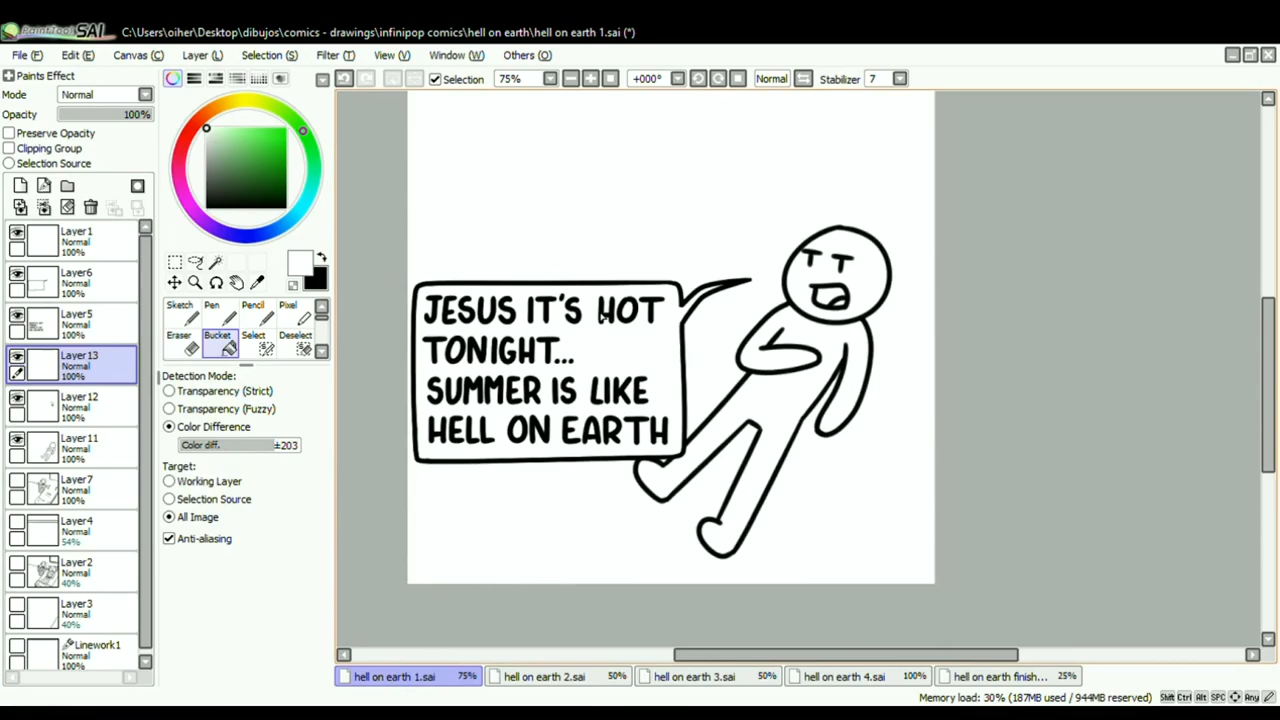 PaintTool SAI C:\Users\oiher\Desktop\dibujos\comics - drawings\infinipop comics\hell on earth\hell on earth 1.sai (*)
File (F) Edit (E) Canvas (C) Layer (L) Selection (S) Filter (T) View (V) Window (W) Others (O)
Selection 75% +000° Normal Stabilizer 7
Paints Effect
Mode Normal
Opacity 100%
Preserve Opacity
Clipping Group
Selection Source
Layer1
Normal
100%
Layer6
Normal
100%
Layer5
Normal
100%
Layer13
Normal
100%
Layer12
Normal
100%
Layer11
Normal
100%
Layer7
Normal
100%
Layer4
Normal
54%
Layer2
Normal
40%
Layer3
Normal
40%
Linework1
Normal
100%
Sketch Pen Pencil Pixel
Eraser Bucket Select Deselect
Detection Mode:
Transparency (Strict)
Transparency (Fuzzy)
Color Difference
Color diff. ±203
Target:
Working Layer
Selection Source
All Image
Anti-aliasing
JESUS IT'S HOT
TONIGHT...
SUMMER IS LIKE
HELL ON EARTH
hell on earth 1.sai 75% hell on earth 2.sai 50% hell on earth 3.sai 50% hell on earth 4.sai 100% hell on earth finish... 25%
Memory load: 30% (187MB used / 944MB reserved) Shift Ctrl Alt SPC Any